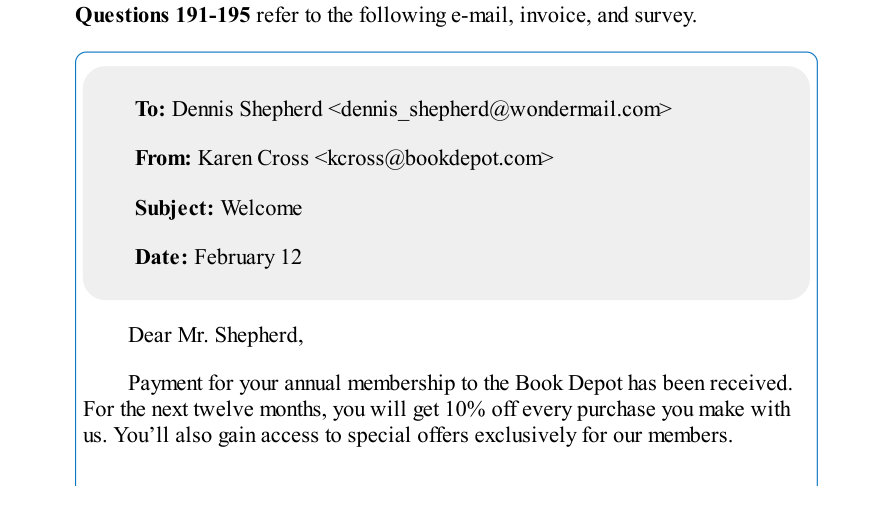 Questions 191-195 refer to the following e-mail, invoice, and survey.
To: Dennis Shepherd <dennis_shepherd@wondermail.com>
From: Karen Cross <kcross@bookdepot.com>
Subject: Welcome
Date: February 12
Dear Mr. Shepherd,
Payment for your annual membership to the Book Depot has been received.
For the next twelve months, you will get 10% off every purchase you make with
us. You’ll also gain access to special offers exclusively for our members.